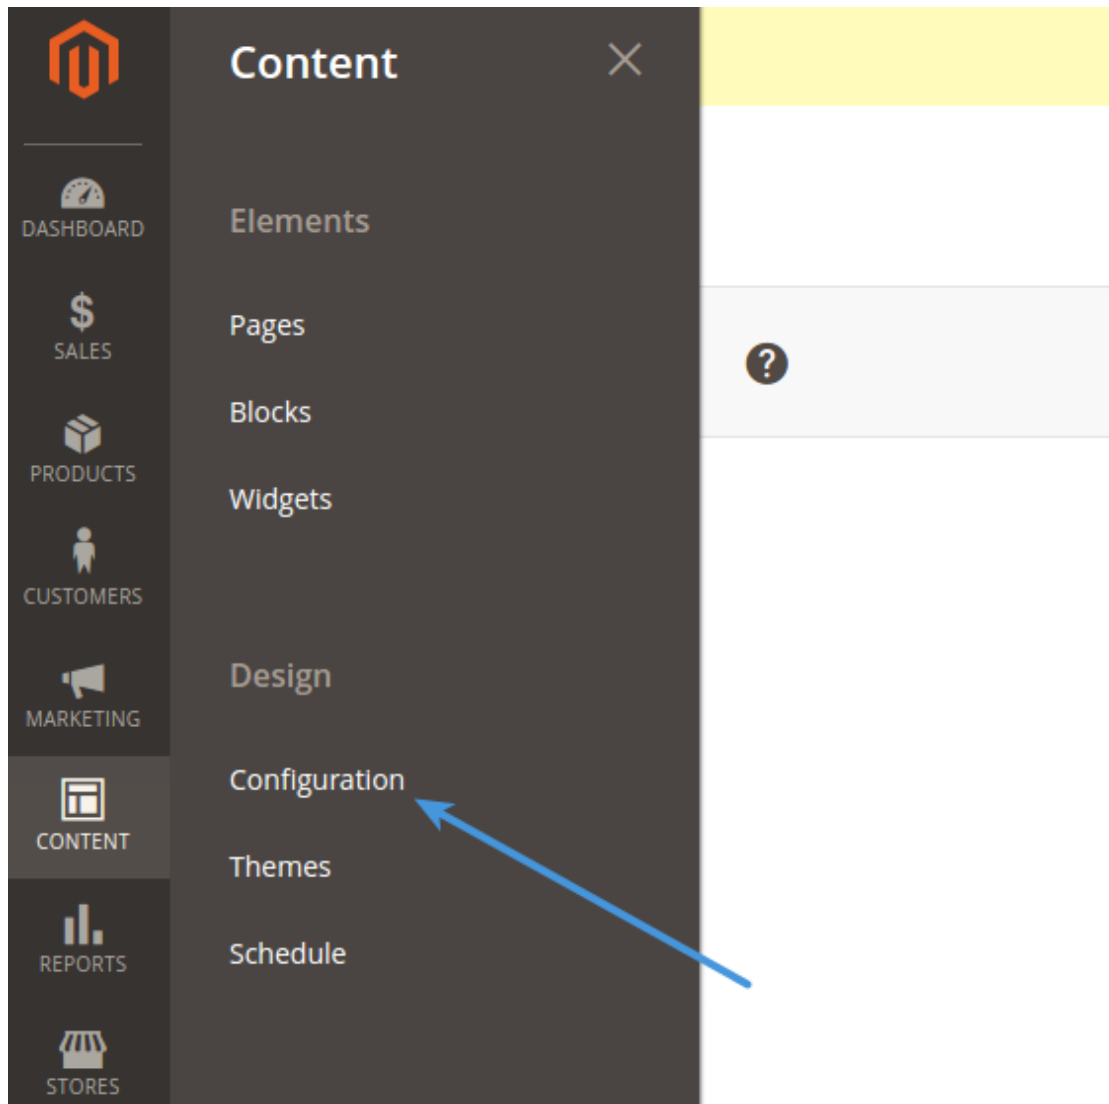 DASHBOARD
SALES
PRODUCTS
CUSTOMERS
MARKETING
CONTENT
REPORTS
STORES
Content
Elements
Pages
Blocks
Widgets
Design
Configuration
Themes
Schedule
?